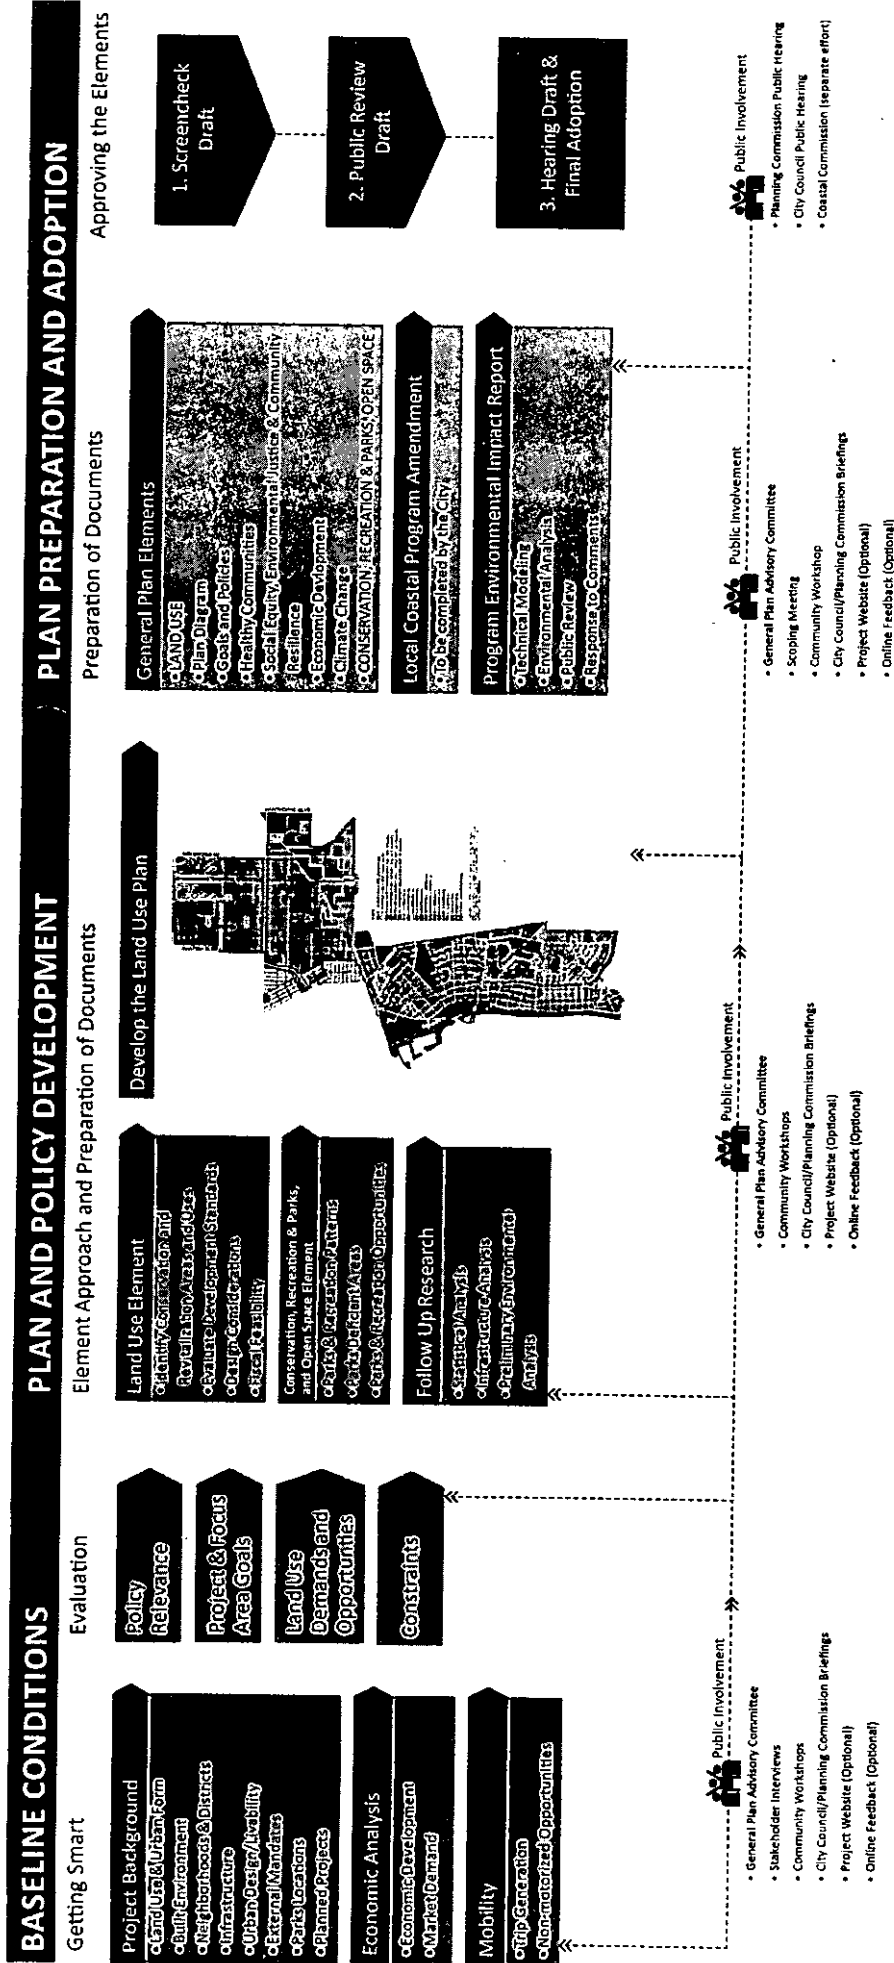 BASELINE CONDITIONS
PLAN AND POLICY DEVELOPMENT
PLAN PREPARATION AND ADOPTION
Getting Smart
Evaluation
Element Approach and Preparation of Documents
Preparation of Documents
Approving the Elements
Project Background
Land Use & Urban Form
Built Environment
Neighborhoods & Districts
Infrastructure
Urban Design/Livability
External Mandates
Parks Locations
Planned Projects
Economic Analysis
Economic Development
Market Demand
Mobility
Trip Generation
Non-motorized Opportunities
Policy
Relevance
Project & Focus
Area Goals
Land Use
Demands and
Opportunities
Constraints
Land Use Element
Identify Conservation and
Revitalization Areas and Uses
Evaluate Development Standards
Design Considerations
Fiscal Feasibility
Conservation, Recreation & Parks,
and Open Space Element
Parks & Recreation Patterns
Parks Deficient Areas
Parks & Recreation Opportunities
Follow Up Research
Statistical Analysis
Infrastructure Analysis
Preliminary Environmental
Analysis
Develop the Land Use Plan
General Plan Elements
LAND USE
Plan Diagram
Goals and Policies
Healthy Communities
Social Equity, Environmental Justice & Community
Resilience
Economic Devlopment
Climate Change
CONSERVATION, RECREATION & PARKS, OPEN SPACE
Local Coastal Program Amendment
To be completed by the City
Program Environmental Impact Report
Technical Modeling
Environmental Analysis
Public Review
Response to Comments
1. Screencheck
Draft
2. Public Review
Draft
3. Hearing Draft &
Final Adoption
Public Involvement
• General Plan Advisory Committee
• Stakeholder Interviews
• Community Workshops
• City Council/Planning Commission Briefings
• Project Website (Optional)
• Online Feedback (Optional)
Public Involvement
• General Plan Advisory Committee
• Community Workshops
• City Council/Planning Commission Briefings
• Project Website (Optional)
• Online Feedback (Optional)
Public Involvement
• General Plan Advisory Committee
• Scoping Meeting
• Community Workshop
• City Council/Planning Commission Briefings
• Project Website (Optional)
• Online Feedback (Optional)
Public Involvement
• Planning Commission Public Hearing
• City Council Public Hearing
• Coastal Commission (separate effort)